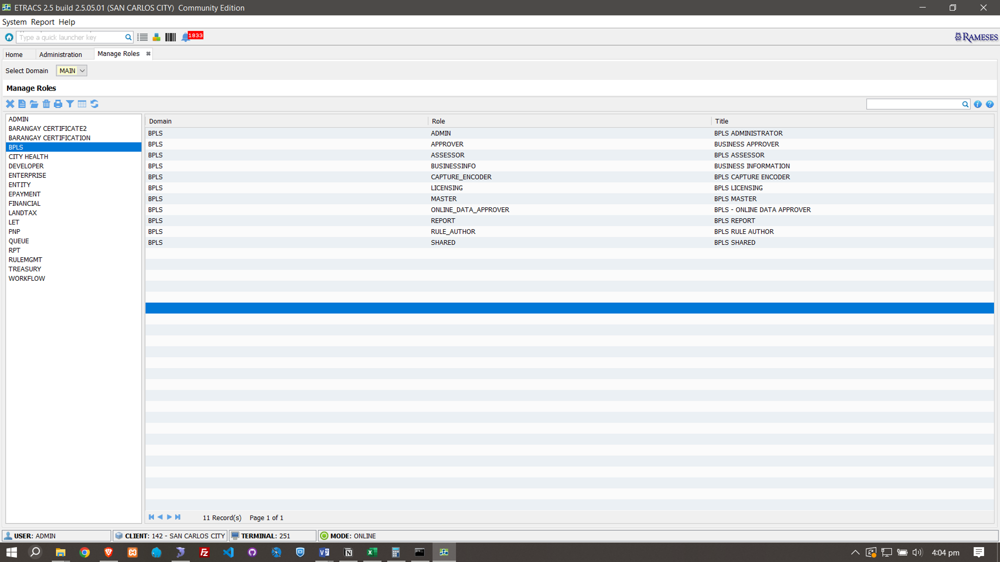 ETRACS 2.5 build 2.5.05.01 (SAN CARLOS CITY) Community Edition
System Report Help
Type a quick launcher key 1833 RAMESES
Home Administration Manage Roles
Select Domain MAIN
Manage Roles
ADMIN
BARANGAY CERTIFICATE2
BARANGAY CERTIFICATION
BPLS
CITY HEALTH
DEVELOPER
ENTERPRISE
ENTITY
EPAYMENT
FINANCIAL
LANDTAX
LET
PNP
QUEUE
RPT
RULEMGMT
TREASURY
WORKFLOW
Domain Role Title
BPLS ADMIN BPLS ADMINISTRATOR
BPLS APPROVER BUSINESS APPROVER
BPLS ASSESSOR BPLS ASSESSOR
BPLS BUSINESSINFO BUSINESS INFORMATION
BPLS CAPTURE_ENCODER BPLS CAPTURE ENCODER
BPLS LICENSING BPLS LICENSING
BPLS MASTER BPLS MASTER
BPLS ONLINE_DATA_APPROVER BPLS - ONLINE DATA APPROVER
BPLS REPORT BPLS REPORT
BPLS RULE_AUTHOR BPLS RULE AUTHOR
BPLS SHARED BPLS SHARED
11 Record(s) Page 1 of 1
USER: ADMIN CLIENT: 142 - SAN CARLOS CITY TERMINAL: 251 MODE: ONLINE
4:04 pm